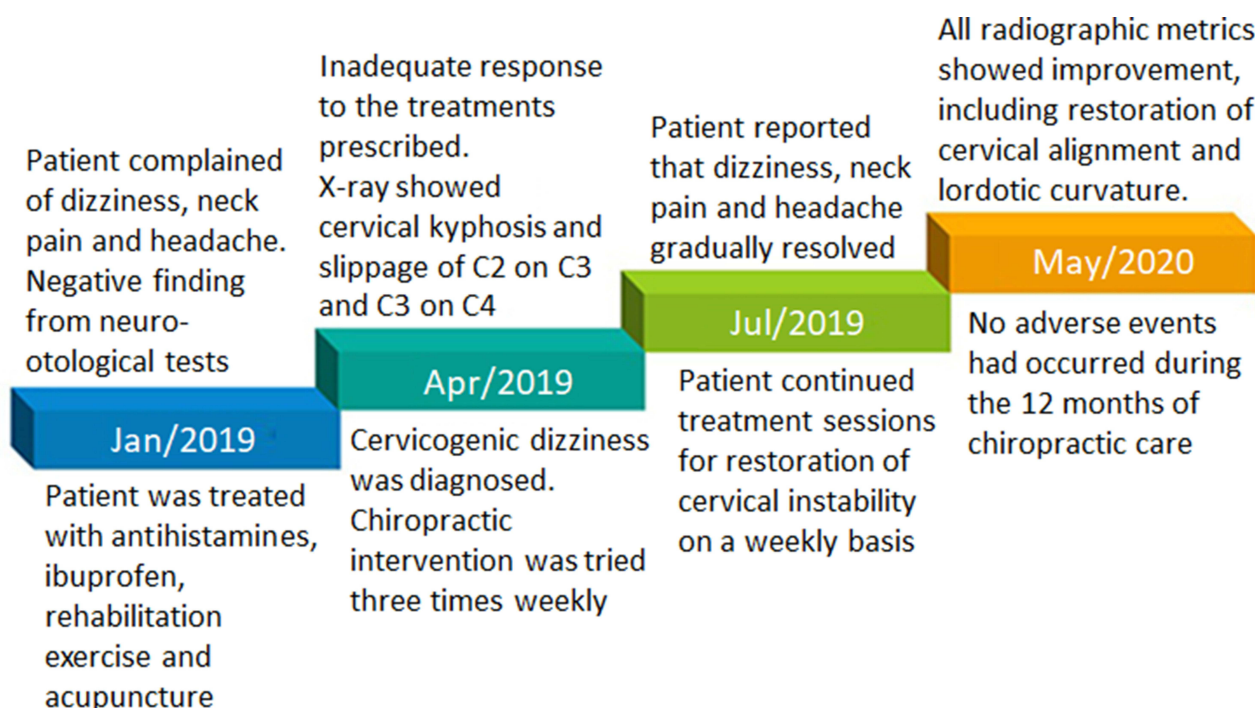 Patient complained
of dizziness, neck
pain and headache.
Negative finding
from neuro-
otological tests
Jan/2019
Patient was treated
with antihistamines,
ibuprofen,
rehabilitation
exercise and
acupuncture
Inadequate response
to the treatments
prescribed.
X-ray showed
cervical kyphosis and
slippage of C2 on C3
and C3 on C4
Apr/2019
Cervicogenic dizziness
was diagnosed.
Chiropractic
intervention was tried
three times weekly
Patient reported
that dizziness, neck
pain and headache
gradually resolved
Jul/2019
Patient continued
treatment sessions
for restoration of
cervical instability
on a weekly basis
All radiographic metrics
showed improvement,
including restoration of
cervical alignment and
lordotic curvature.
May/2020
No adverse events
had occurred during
the 12 months of
chiropractic care